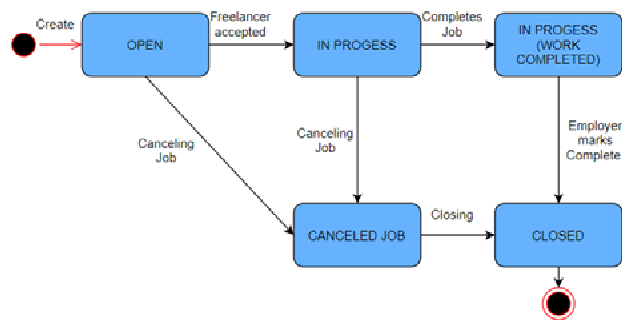 Create
OPEN
Freelancer
accepted
IN PROGESS
Completes
Job
IN PROGESS
(WORK
COMPLETED)
Canceling
Job
Canceling
Job
Employer
marks
Complete
CANCELED JOB
Closing
CLOSED